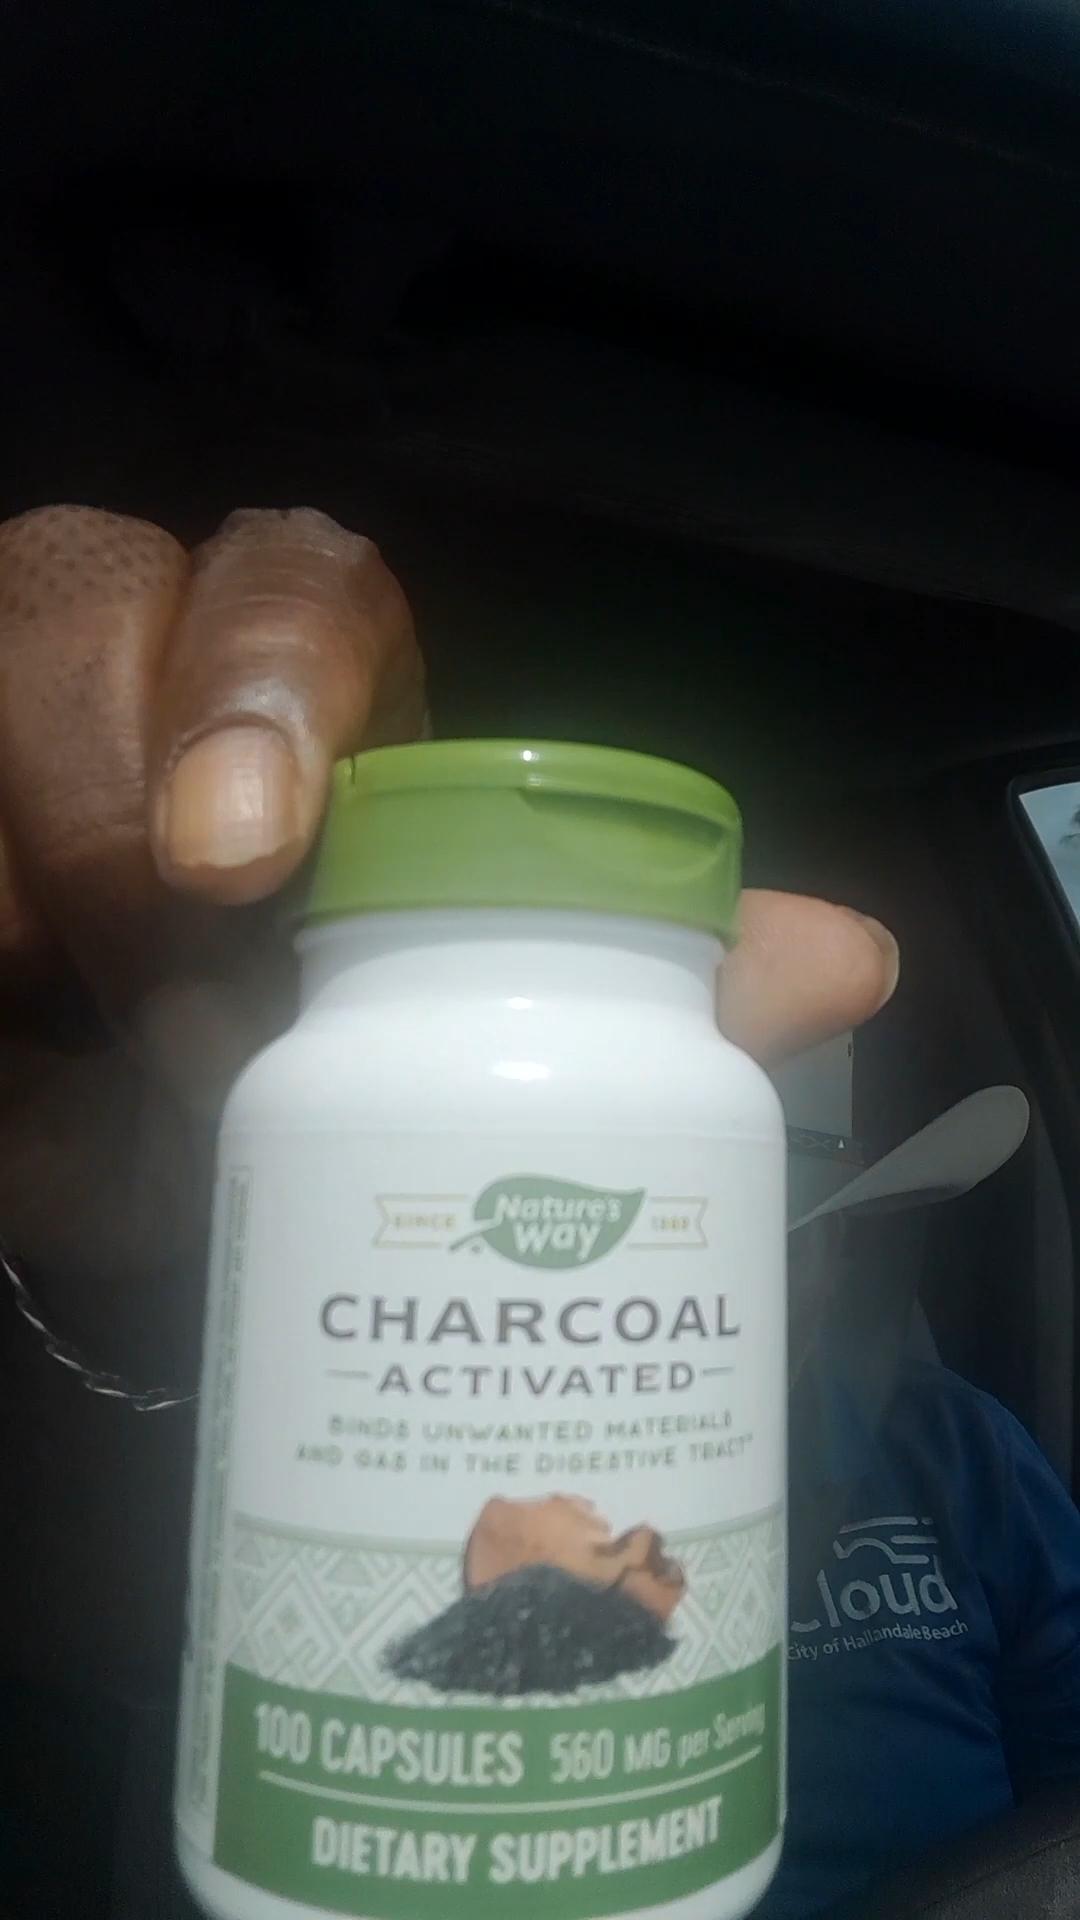 SINCE Nature's Way 1969
CHARCOAL
ACTIVATED
BINDS UNWANTED MATERIALS
AND GAS IN THE DIGESTIVE TRACT*
100 CAPSULES 560 MG per Serving
DIETARY SUPPLEMENT
Cloud
City of Hallandale Beach